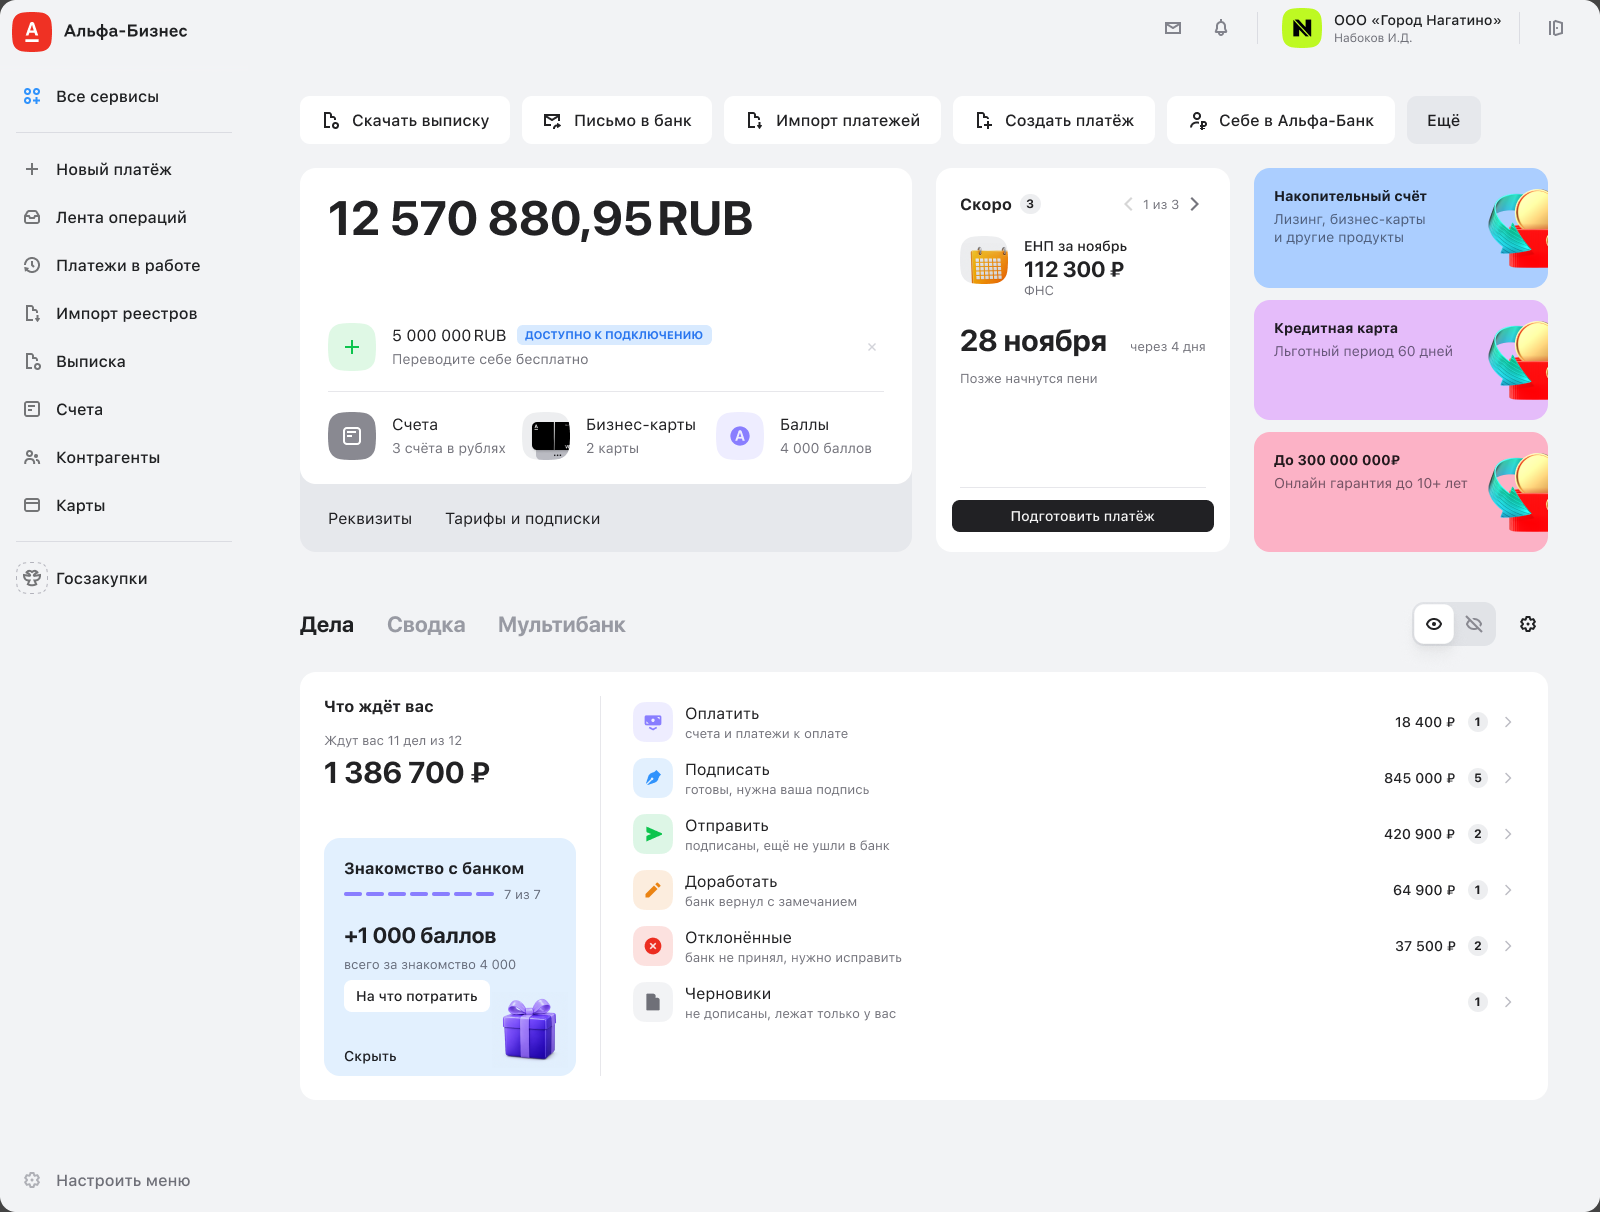 Альфа-Бизнес
ООО «Город Нагатино»
Набоков И.Д.
Все сервисы
Новый платёж
Лента операций
Платежи в работе
Импорт реестров
Выписка
Счета
Контрагенты
Карты
Госзакупки
Настроить меню
Скачать выписку
Письмо в банк
Импорт платежей
Создать платёж
Себе в Альфа-Банк
Ещё
12 570 880,95 RUB
5 000 000 RUB ДОСТУПНО К ПОДКЛЮЧЕНИЮ
Переводите себе бесплатно
Счета
3 счёта в рублях
Бизнес-карты
2 карты
Баллы
4 000 баллов
Реквизиты
Тарифы и подписки
Скоро 3
1 из 3
ЕНП за ноябрь
112 300 ₽
ФНС
28 ноября
через 4 дня
Позже начнутся пени
Подготовить платёж
Накопительный счёт
Лизинг, бизнес-карты
и другие продукты
Кредитная карта
Льготный период 60 дней
До 300 000 000₽
Онлайн гарантия до 10+ лет
Дела
Сводка
Мультибанк
Что ждёт вас
Ждут вас 11 дел из 12
1 386 700 ₽
Знакомство с банком
7 из 7
+1 000 баллов
всего за знакомство 4 000
На что потратить
Скрыть
Оплатить
счета и платежи к оплате
18 400 ₽ 1
Подписать
готовы, нужна ваша подпись
845 000 ₽ 5
Отправить
подписаны, ещё не ушли в банк
420 900 ₽ 2
Доработать
банк вернул с замечанием
64 900 ₽ 1
Отклонённые
банк не принял, нужно исправить
37 500 ₽ 2
Черновики
не дописаны, лежат только у вас
1